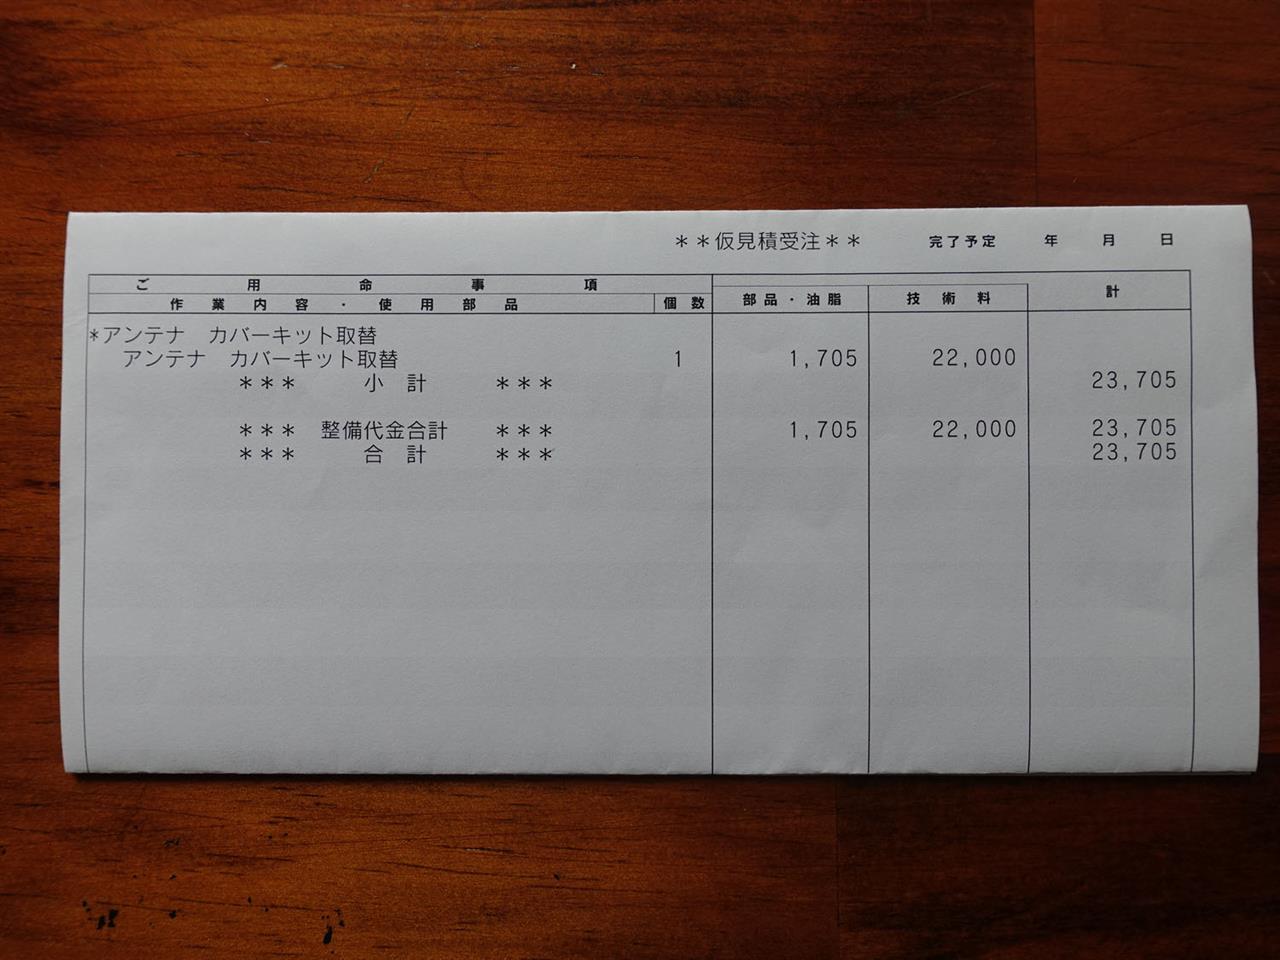 **仮見積受注** 完了予定 年 月 日
ご用命事項
計
作業内容・使用部品 個数 部品・油脂 技術料
*アンテナ カバーキット取替
アンテナ カバーキット取替 1 1,705 22,000
*** 小 計 *** 23,705
*** 整備代金合計 *** 1,705 22,000 23,705
*** 合 計 *** 23,705